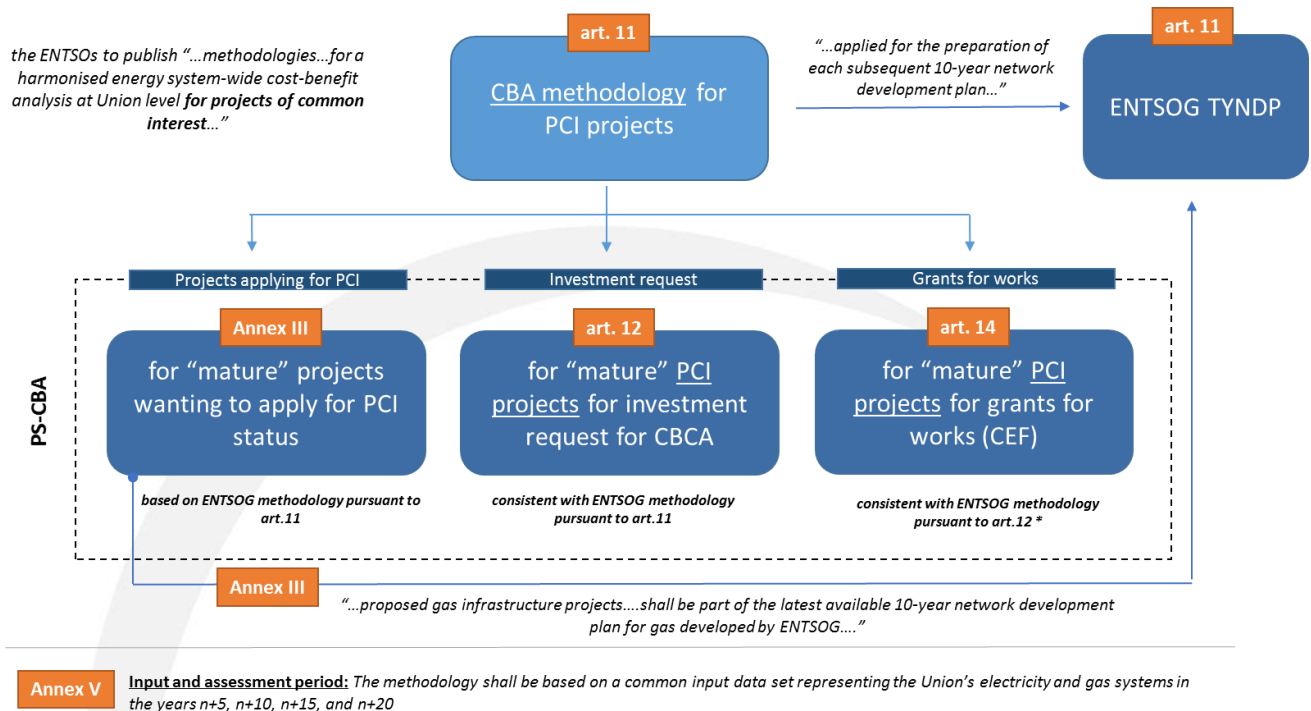 art. 11
the ENTSOs to publish “…methodologies…for a
harmonised energy system-wide cost-benefit
analysis at Union level for projects of common
interest…”
CBA methodology for
PCI projects
“…applied for the preparation of
each subsequent 10-year network
development plan…”
art. 11
ENTSOG TYNDP
Projects applying for PCI
Investment request
Grants for works
PS-CBA
Annex III
for “mature” projects
wanting to apply for PCI
status
based on ENTSOG methodology pursuant to
art.11
art. 12
for “mature” PCI
projects for investment
request for CBCA
consistent with ENTSOG methodology
pursuant to art.11
art. 14
for “mature” PCI
projects for grants for
works (CEF)
consistent with ENTSOG methodology
pursuant to art.12 *
Annex III
“…proposed gas infrastructure projects….shall be part of the latest available 10-year network development
plan for gas developed by ENTSOG….”
Annex V
Input and assessment period: The methodology shall be based on a common input data set representing the Union’s electricity and gas systems in
the years n+5, n+10, n+15, and n+20